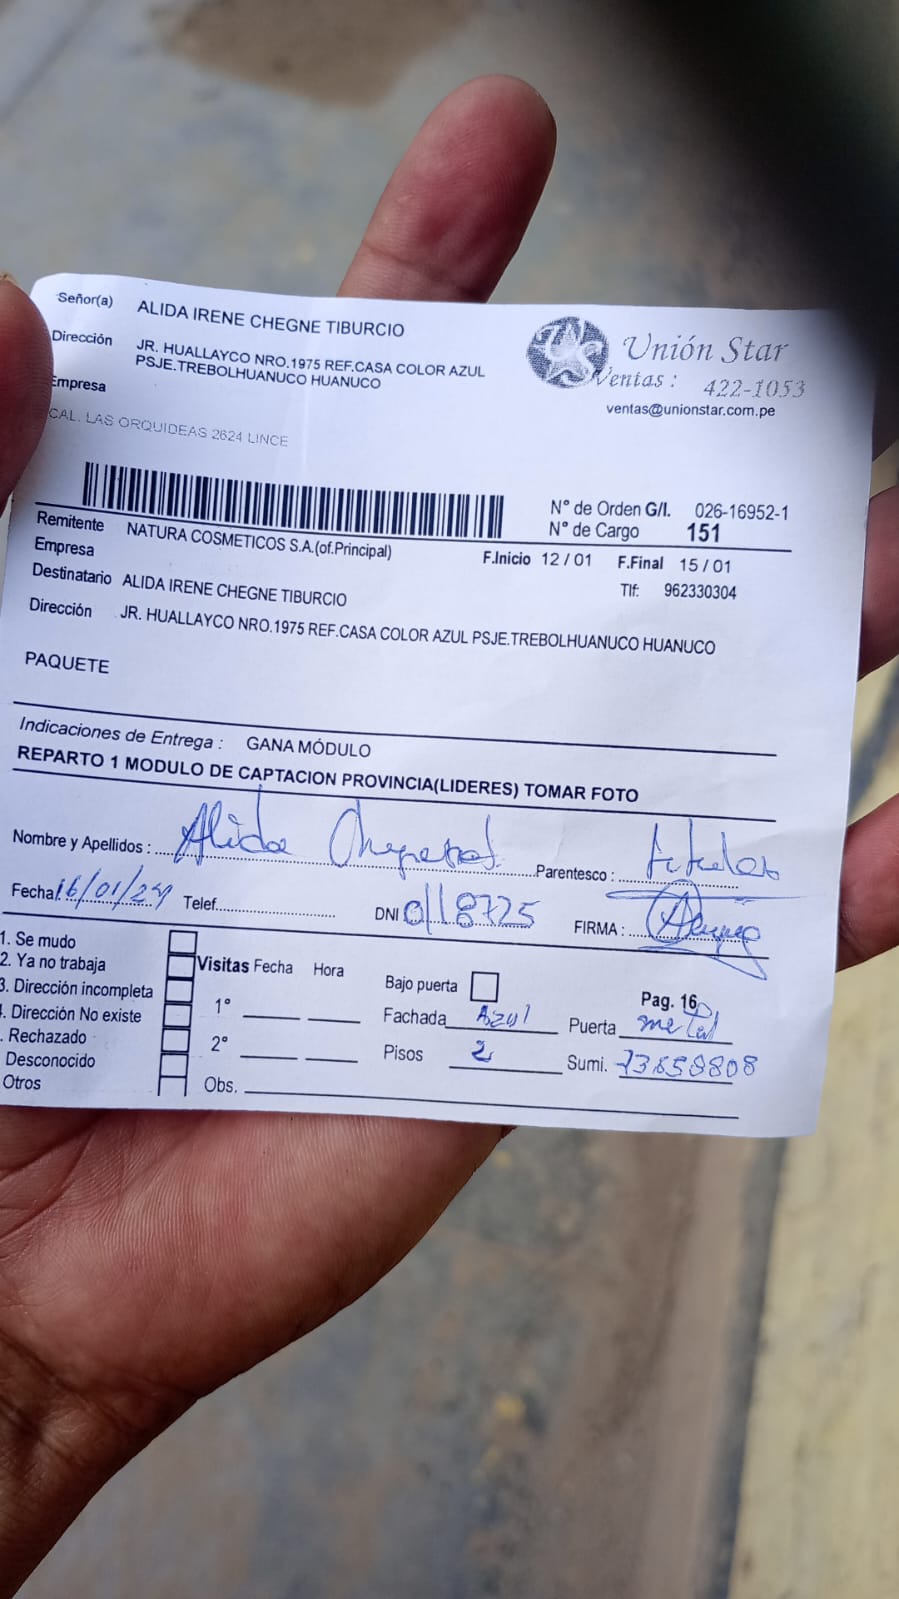 Señor(a) ALIDA IRENE CHEGNE TIBURCIO
Dirección JR. HUALLAYCO NRO.1975 REF.CASA COLOR AZUL
PSJE.TREBOLHUANUCO HUANUCO
Empresa
CAL. LAS ORQUIDEAS 2624 LINCE
Unión Star
Ventas : 422-1053
ventas@unionstar.com.pe
N° de Orden G/I. 026-16952-1
N° de Cargo 151
Remitente NATURA COSMETICOS S.A.(of.Principal)
Empresa F.Inicio 12 / 01 F.Final 15 / 01
Destinatario ALIDA IRENE CHEGNE TIBURCIO Tlf: 962330304
Dirección JR. HUALLAYCO NRO.1975 REF.CASA COLOR AZUL PSJE.TREBOLHUANUCO HUANUCO
PAQUETE
Indicaciones de Entrega : GANA MÓDULO
REPARTO 1 MODULO DE CAPTACION PROVINCIA(LIDERES) TOMAR FOTO
Nombre y Apellidos : Alida Parentesco : titular
Fecha 16/01/24 Telef. DNI FIRMA :
1. Se mudo
2. Ya no trabaja
3. Dirección incompleta
. Dirección No existe
. Rechazado
Desconocido
Otros
Visitas Fecha Hora
1°
2°
Obs.
Bajo puerta Pag. 16
Fachada Azul Puerta metal
Pisos 2 Sumi. 73658808